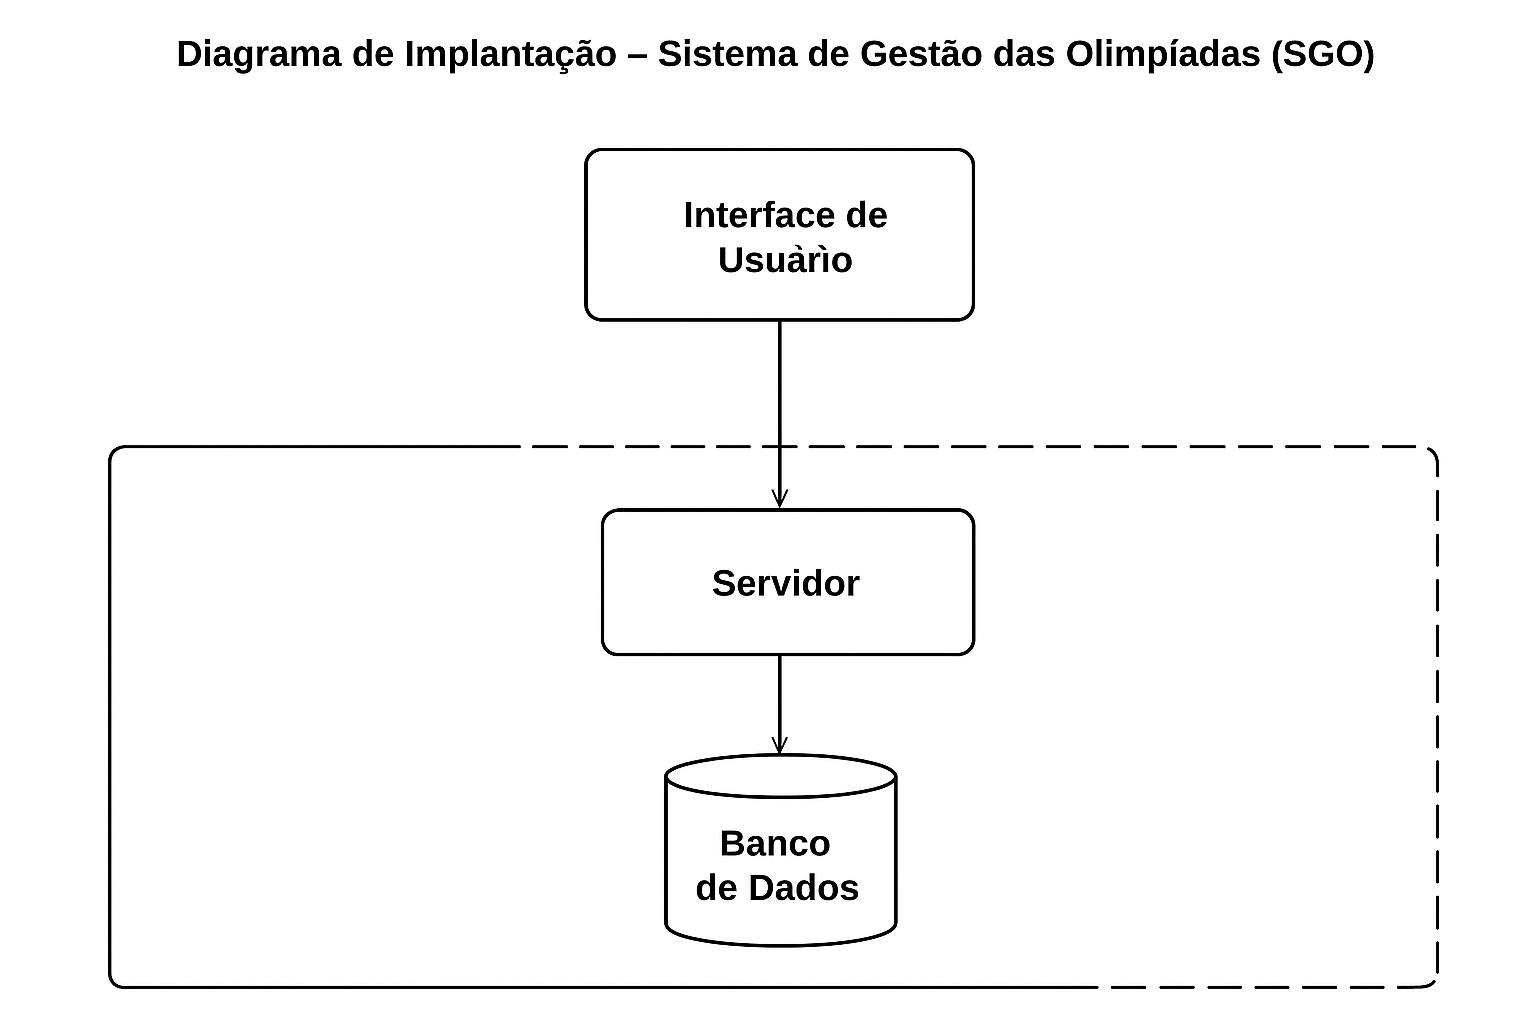 Diagrama de Implantação – Sistema de Gestão das Olimpíadas (SGO)
Interface de
Usuàrìo
Servidor
Banco
de Dados